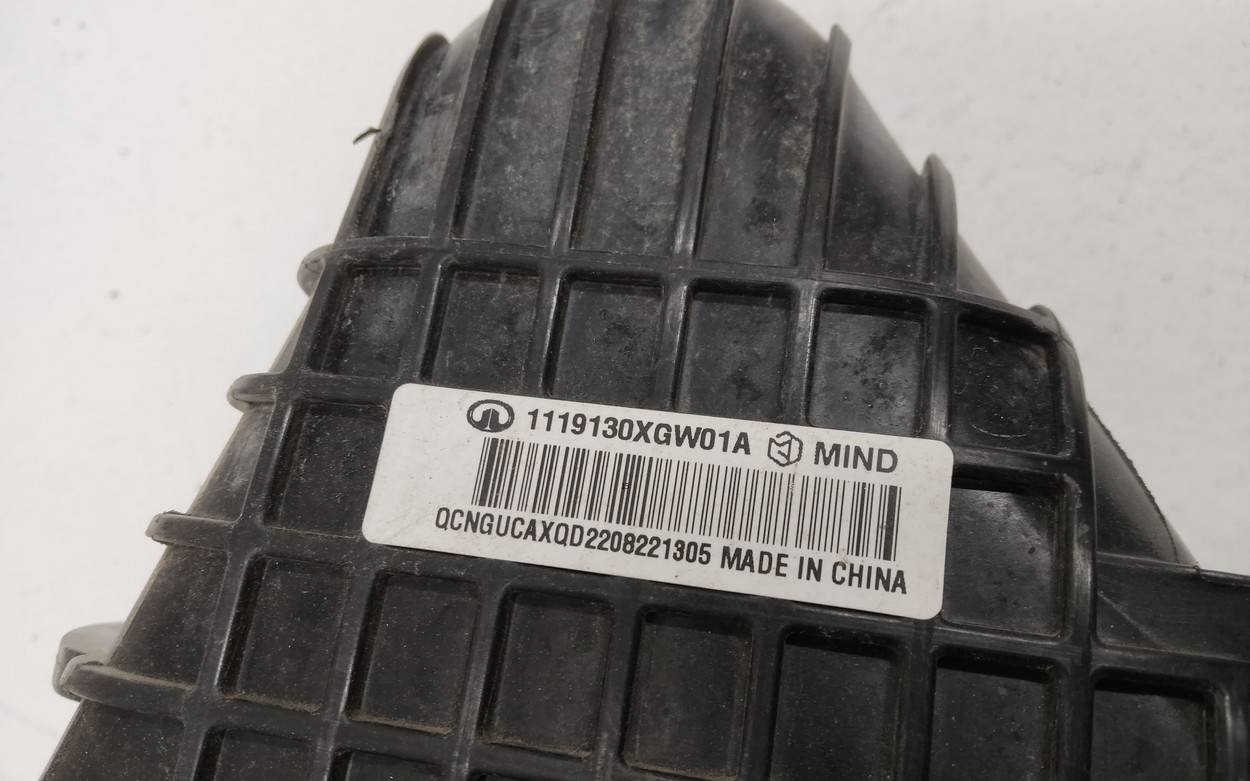 1119130XGW01A MIND
QCNGUCAXQD2208221305 MADE IN CHINA